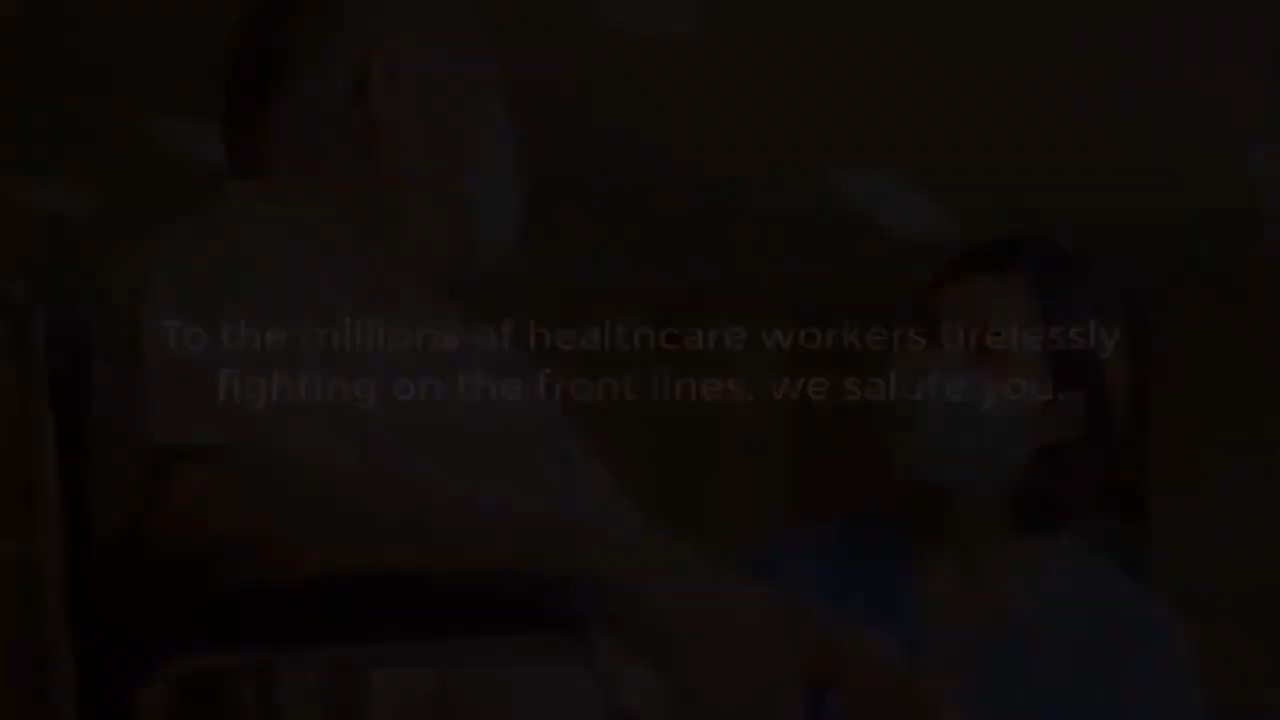 To the millions of healthcare workers tirelessly
fighting on the front lines, we salute you.